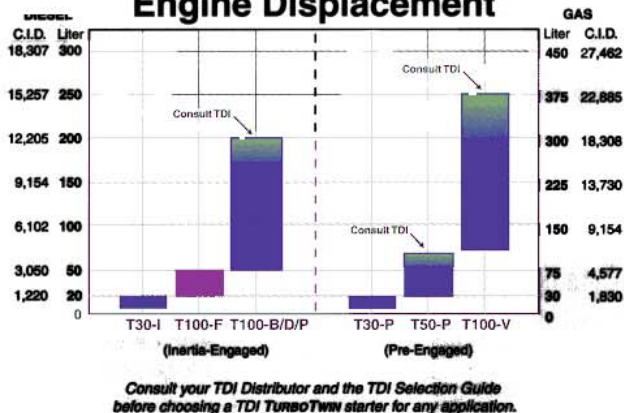 Engine Displacement
DIESEL GAS
C.I.D. Liter Liter C.I.D.
18,307 300 450 27,462
15,257 250 375 22,885
12,205 200 300 18,308
9,154 150 225 13,730
6,102 100 150 9,154
3,050 50 75 4,577
1,220 20 30 1,830
0 0
Consult TDI
Consult TDI
Consult TDI
T30-I T100-F T100-B/D/P T30-P T50-P T100-V
(Inertia-Engaged) (Pre-Engaged)
Consult your TDI Distributor and the TDI Selection Guide
before choosing a TDI TURBOTWIN starter for any application.